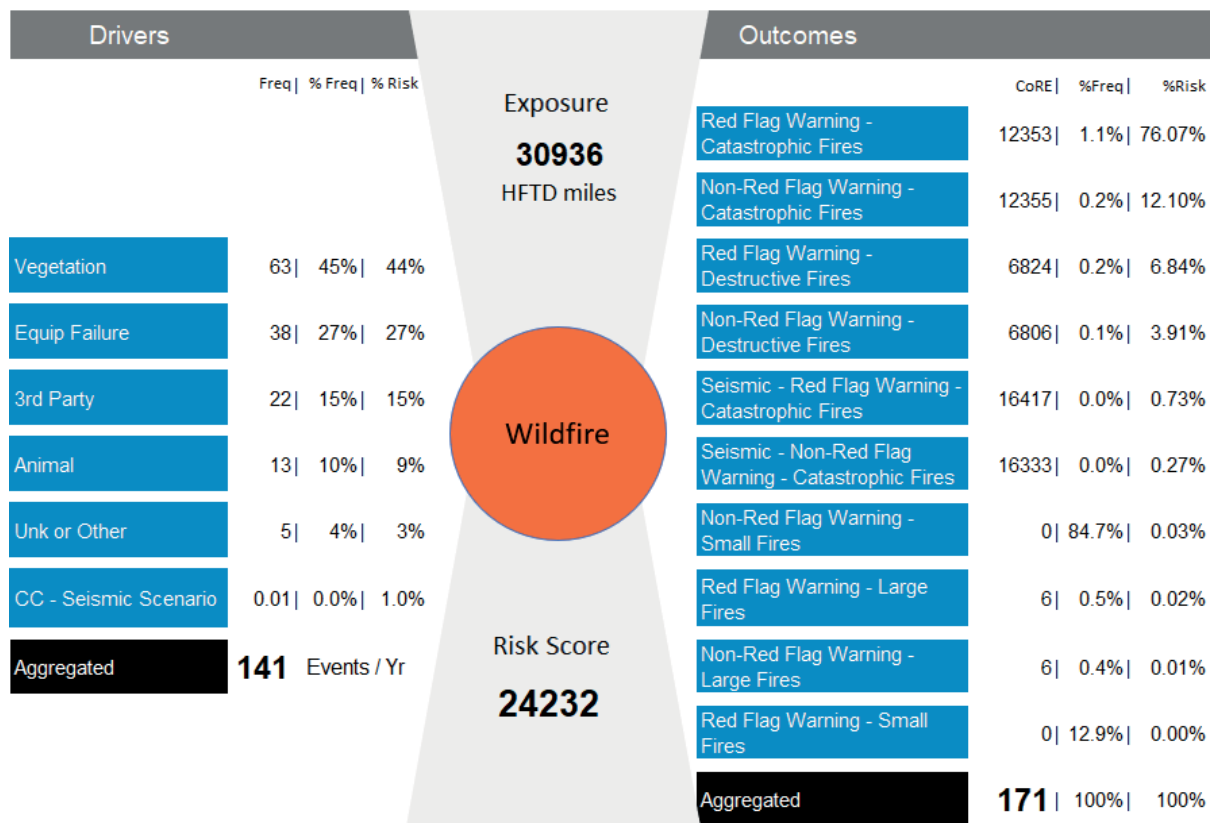 Drivers
Freq| % Freq| % Risk
Vegetation 63| 45%| 44%
Equip Failure 38| 27%| 27%
3rd Party 22| 15%| 15%
Animal 13| 10%| 9%
Unk or Other 5| 4%| 3%
CC - Seismic Scenario 0.01| 0.0%| 1.0%
Aggregated 141 Events / Yr
Exposure
30936
HFTD miles
Wildfire
Risk Score
24232
Outcomes
CoRE| %Freq| %Risk
Red Flag Warning -
Catastrophic Fires 12353| 1.1%| 76.07%
Non-Red Flag Warning -
Catastrophic Fires 12355| 0.2%| 12.10%
Red Flag Warning -
Destructive Fires 6824| 0.2%| 6.84%
Non-Red Flag Warning -
Destructive Fires 6806| 0.1%| 3.91%
Seismic - Red Flag Warning -
Catastrophic Fires 16417| 0.0%| 0.73%
Seismic - Non-Red Flag
Warning - Catastrophic Fires 16333| 0.0%| 0.27%
Non-Red Flag Warning -
Small Fires 0| 84.7%| 0.03%
Red Flag Warning - Large
Fires 6| 0.5%| 0.02%
Non-Red Flag Warning -
Large Fires 6| 0.4%| 0.01%
Red Flag Warning - Small
Fires 0| 12.9%| 0.00%
Aggregated 171| 100%| 100%